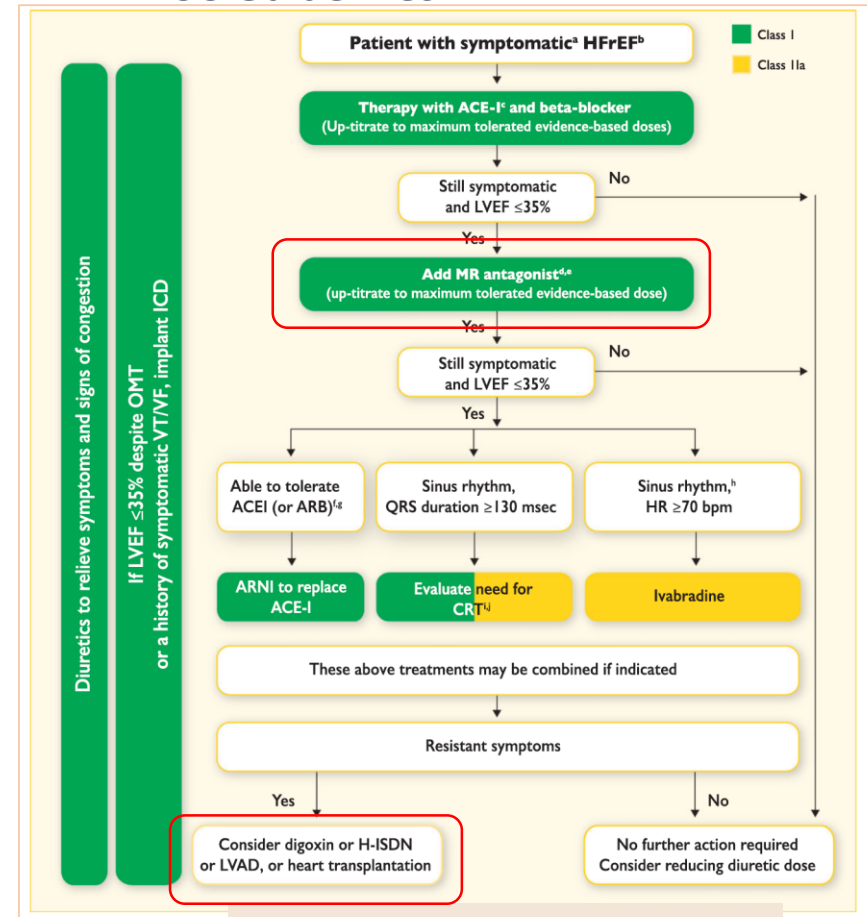 Patient with symptomaticᵃ HFrEFᵇ
Class I
Class IIa
Therapy with ACE-Iᶜ and beta-blocker
(Up-titrate to maximum tolerated evidence-based doses)
Still symptomatic
and LVEF ≤35%
No
Yes
Add MR antagonistᵈ,ᵉ
(up-titrate to maximum tolerated evidence-based dose)
Yes
Still symptomatic
and LVEF ≤35%
No
Yes
Able to tolerate
ACEI (or ARB)ᶠ,ᵍ
Sinus rhythm,
QRS duration ≥130 msec
Sinus rhythm,ʰ
HR ≥70 bpm
ARNI to replace
ACE-I
Evaluate need for
CRTⁱ,ʲ
Ivabradine
These above treatments may be combined if indicated
Resistant symptoms
Yes
No
Consider digoxin or H-ISDN
or LVAD, or heart transplantation
No further action required
Consider reducing diuretic dose
Diuretics to relieve symptoms and signs of congestion
If LVEF ≤35% despite OMT
or a history of symptomatic VT/VF, implant ICD